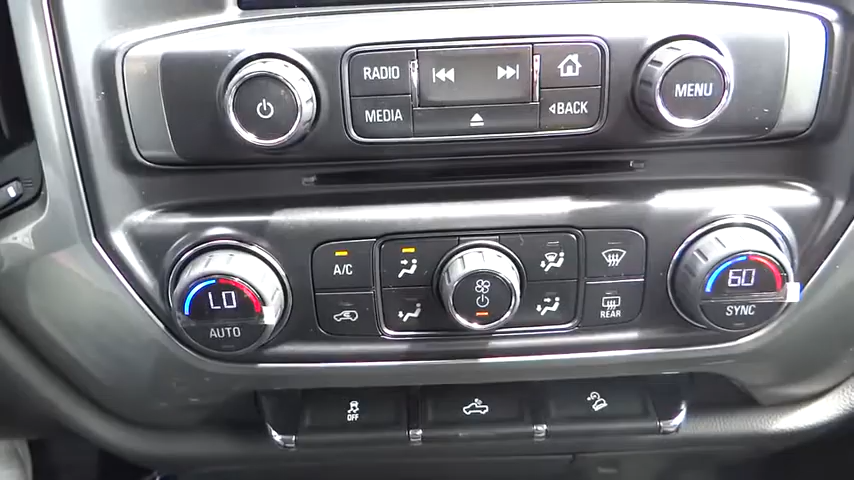 RADIO
MEDIA
BACK
MENU
LO
AUTO
A/C
REAR
60
SYNC
OFF